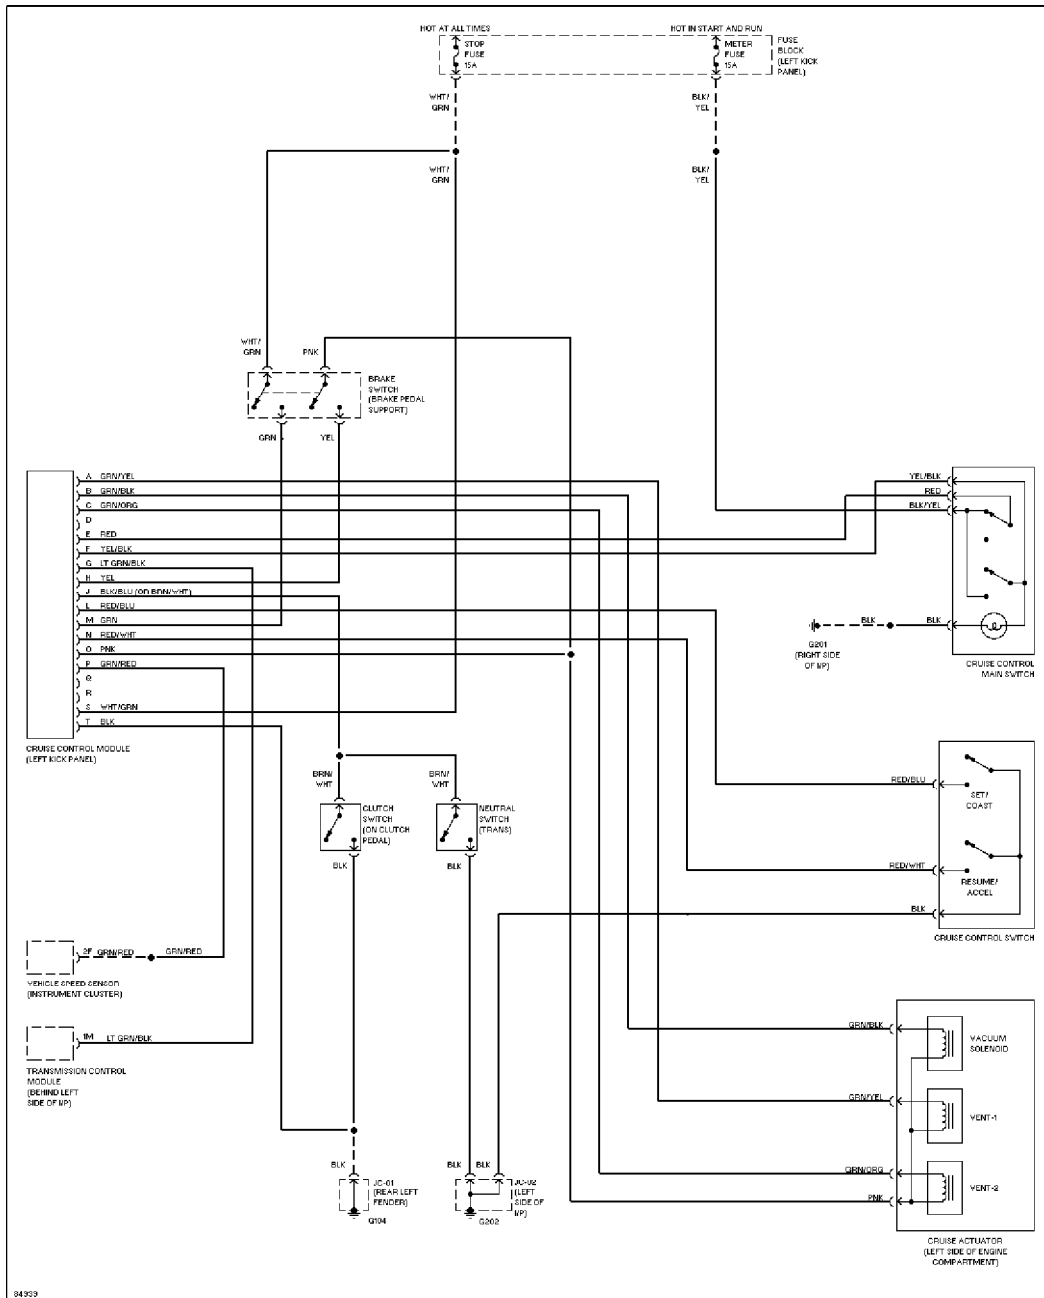 HOT AT ALL TIMES
HOT IN START AND RUN
STOP
FUSE
15A
METER
FUSE
15A
FUSE
BLOCK
(LEFT KICK
PANEL)
WHT/
GRN
BLK/
YEL
WHT/
GRN
BLK/
YEL
WHT/
GRN
PNK
BRAKE
SWITCH
(BRAKE PEDAL
SUPPORT)
GRN
YEL
A GRN/YEL
B GRN/BLK
C GRN/ORG
D
E RED
F YEL/BLK
G LT GRN/BLK
H YEL
J BLK/BLU (OR BRN/WHT)
L RED/BLU
M GRN
N RED/WHT
O PNK
P GRN/RED
Q
R
S WHT/GRN
T BLK
CRUISE CONTROL MODULE
(LEFT KICK PANEL)
YEL/BLK
RED
BLK/YEL
BLK
BLK
G201
(RIGHT SIDE
OF I/P)
CRUISE CONTROL
MAIN SWITCH
BRN/
WHT
BRN/
WHT
CLUTCH
SWITCH
(ON CLUTCH
PEDAL)
NEUTRAL
SWITCH
(TRANS)
BLK
BLK
RED/BLU
SET/
COAST
RED/WHT
RESUME/
ACCEL
BLK
CRUISE CONTROL SWITCH
2F GRN/RED
GRN/RED
VEHICLE SPEED SENSOR
(INSTRUMENT CLUSTER)
1M LT GRN/BLK
TRANSMISSION CONTROL
MODULE
(BEHIND LEFT
SIDE OF I/P)
GRN/BLK
VACUUM
SOLENOID
GRN/YEL
VENT-1
GRN/ORG
PNK
VENT-2
CRUISE ACTUATOR
(LEFT SIDE OF ENGINE
COMPARTMENT)
BLK
JC-01
(REAR LEFT
FENDER)
G104
BLK
BLK
JC-02
(LEFT
SIDE OF
I/P)
G202
84939